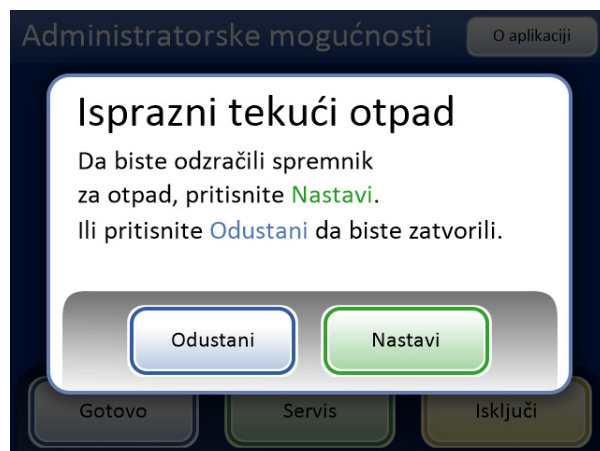 Administratorske mogućnosti
O aplikaciji
Isprazni tekući otpad
Da biste odzračili spremnik
za otpad, pritisnite Nastavi.
Ili pritisnite Odustani da biste zatvorili.
Odustani
Nastavi
Gotovo
Servis
Isključi